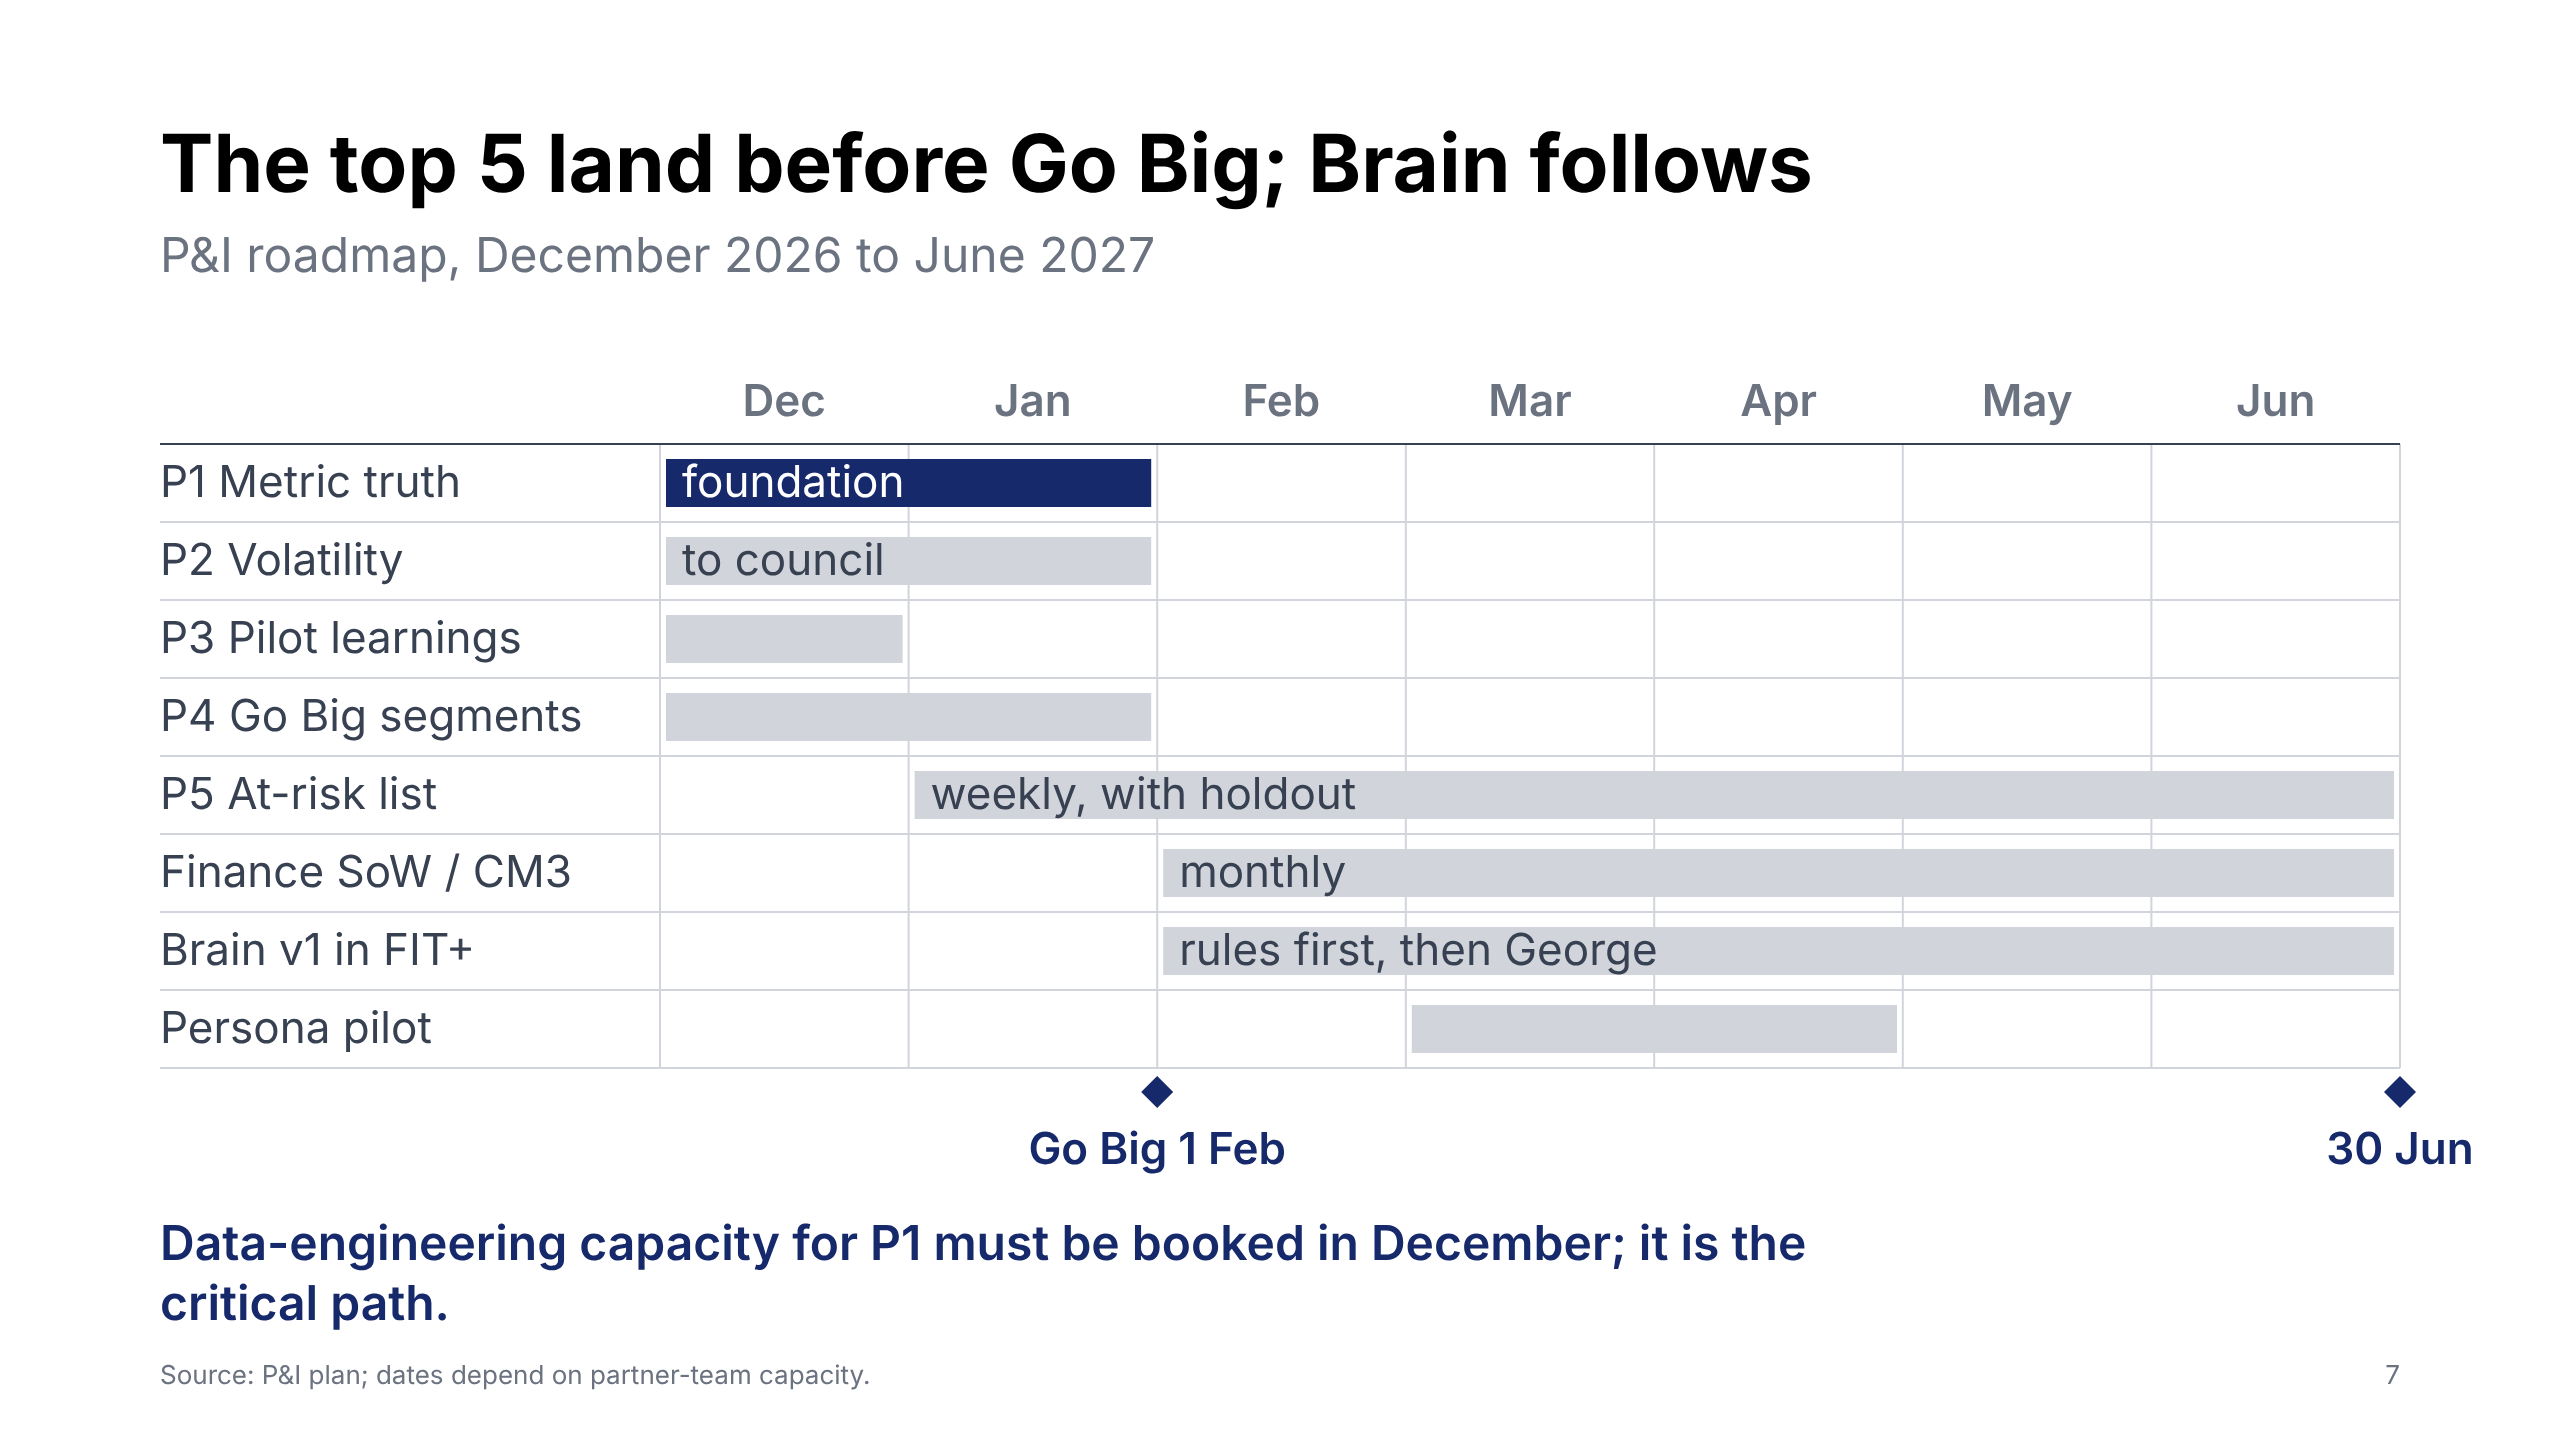 The top 5 land before Go Big; Brain follows
P&I roadmap, December 2026 to June 2027
Dec Jan Feb Mar Apr May Jun
P1 Metric truth foundation
P2 Volatility to council
P3 Pilot learnings
P4 Go Big segments
P5 At-risk list weekly, with holdout
Finance SoW / CM3 monthly
Brain v1 in FIT+ rules first, then George
Persona pilot
Go Big 1 Feb 30 Jun
Data-engineering capacity for P1 must be booked in December; it is the
critical path.
Source: P&I plan; dates depend on partner-team capacity. 7